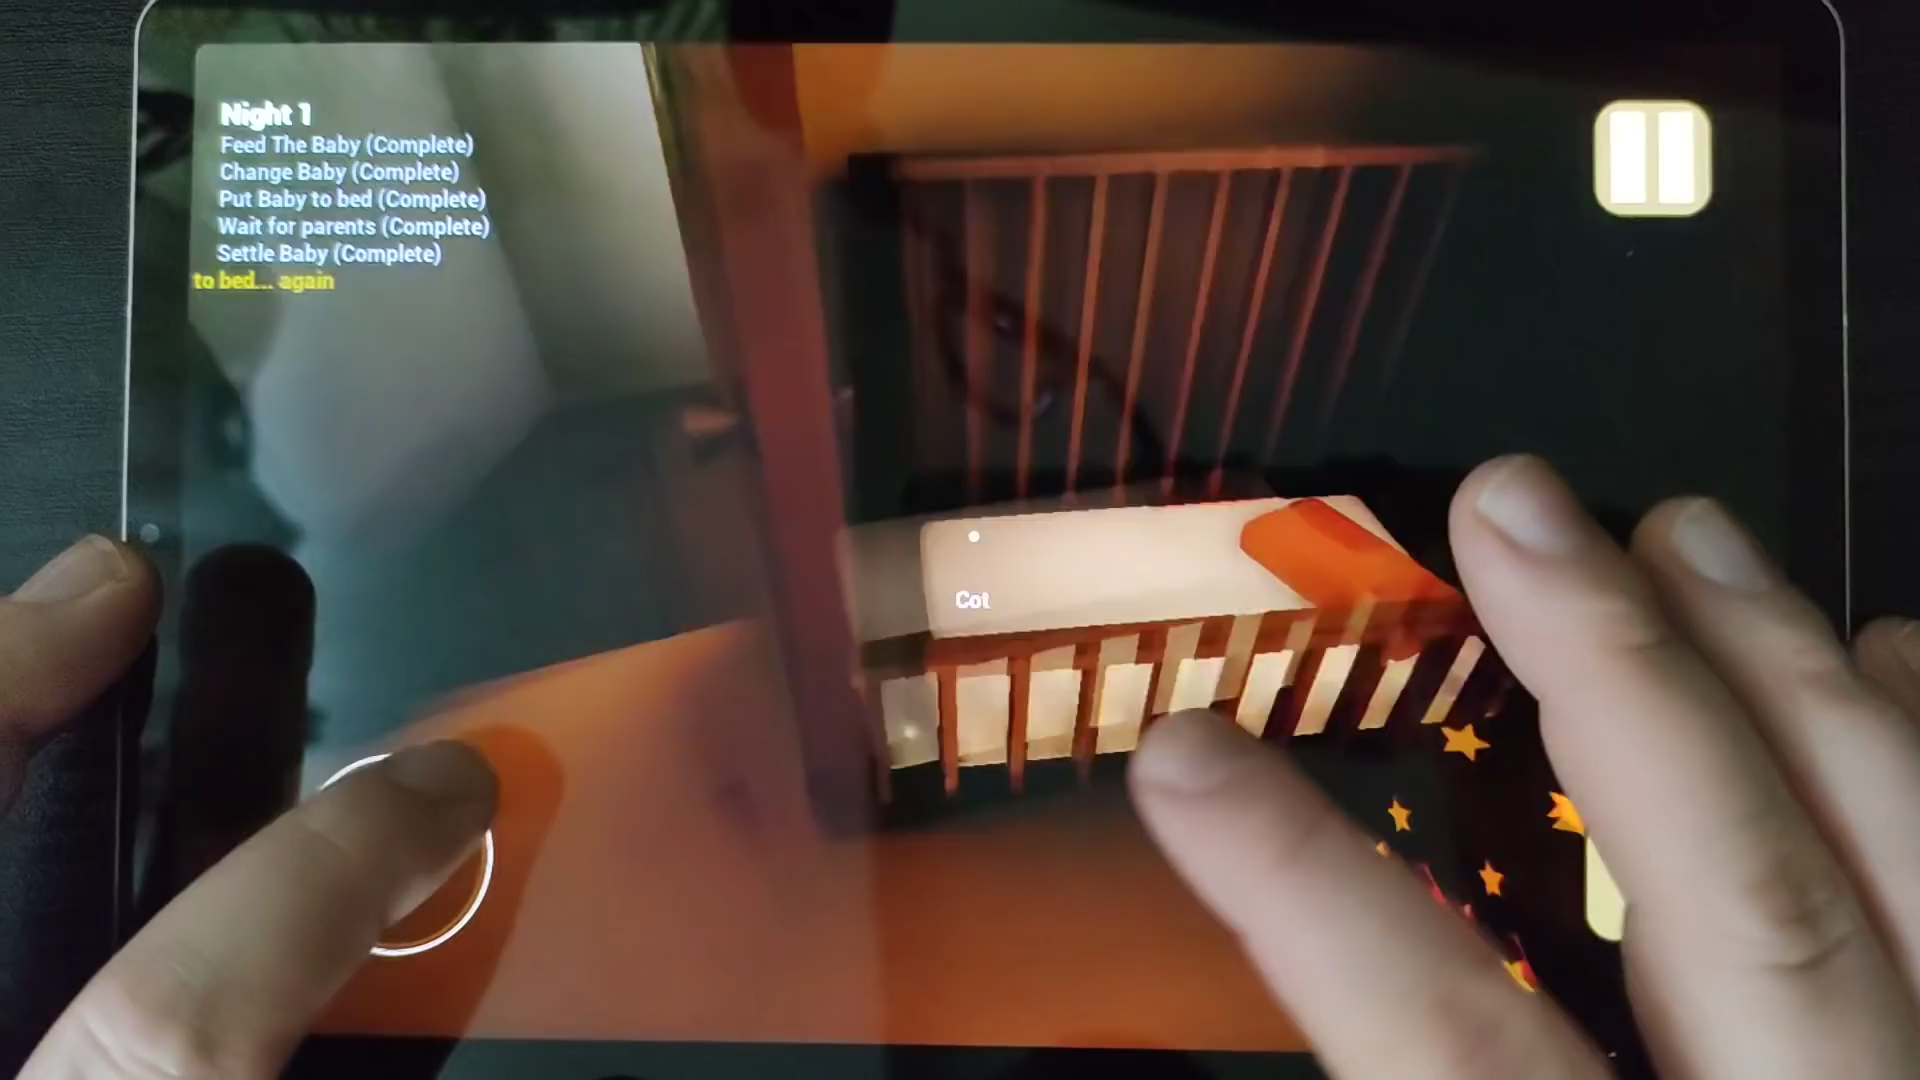 Night 1
Feed The Baby (Complete)
Change Baby (Complete)
Put Baby to bed (Complete)
Wait for parents (Complete)
Settle Baby (Complete)
to bed... again
Cot